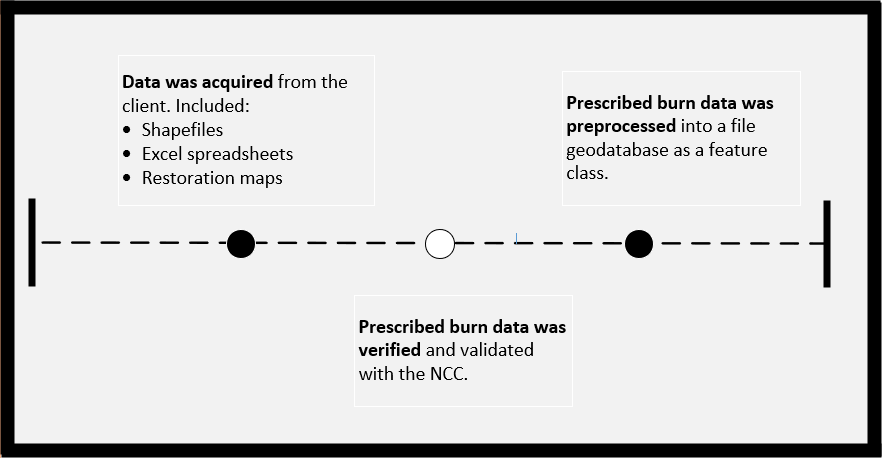 Data was acquired from the
client. Included:
• Shapefiles
• Excel spreadsheets
• Restoration maps
Prescribed burn data was
verified and validated
with the NCC.
Prescribed burn data was
preprocessed into a file
geodatabase as a feature
class.